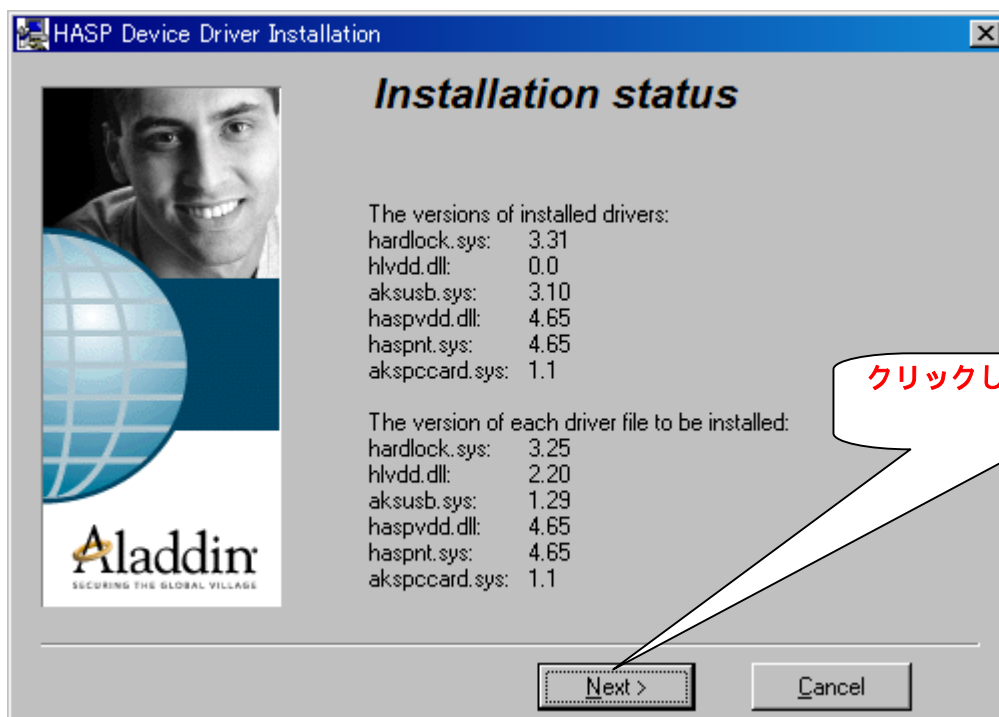 HASP Device Driver Installation
Installation status
The versions of installed drivers:
hardlock.sys: 3.31
hlvdd.dll: 0.0
aksusb.sys: 3.10
haspvdd.dll: 4.65
haspnt.sys: 4.65
akspccard.sys: 1.1
The version of each driver file to be installed:
hardlock.sys: 3.25
hlvdd.dll: 2.20
aksusb.sys: 1.29
haspvdd.dll: 4.65
haspnt.sys: 4.65
akspccard.sys: 1.1
クリックし
Aladdin
SECURING THE GLOBAL VILLAGE
Next >
Cancel